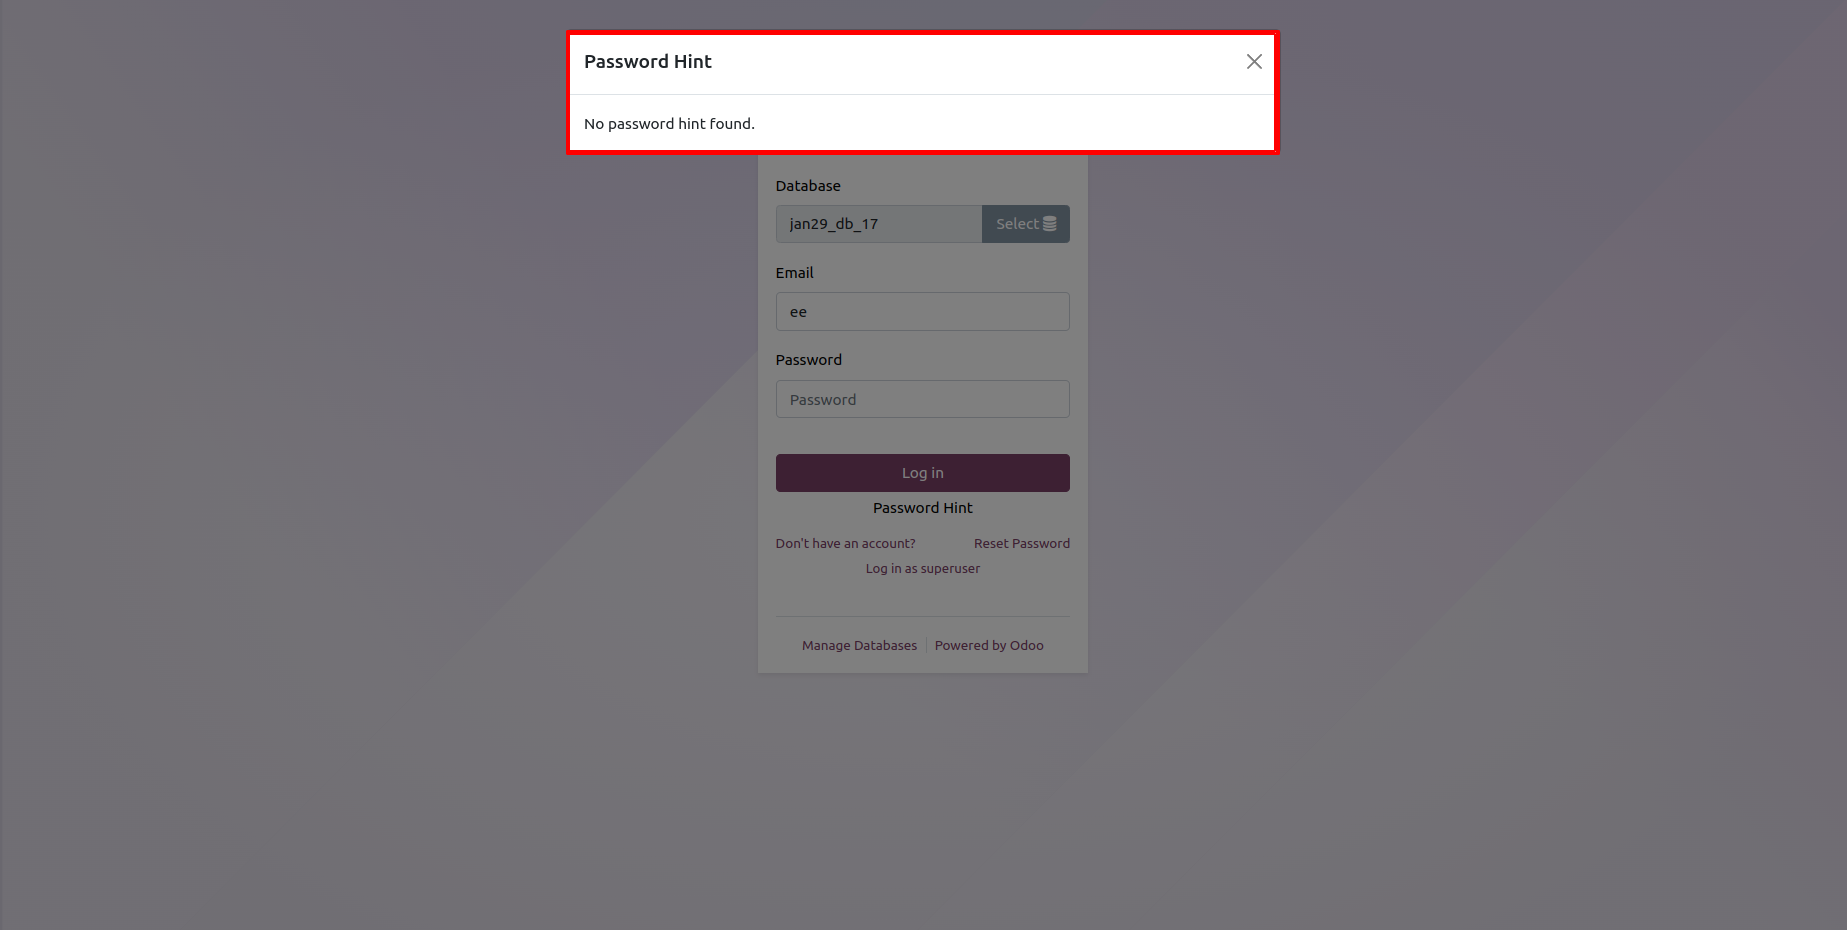 Password Hint
No password hint found.
Database
jan29_db_17
Select
Email
ee
Password
Password
Log in
Password Hint
Don't have an account?
Reset Password
Log in as superuser
Manage Databases
Powered by Odoo